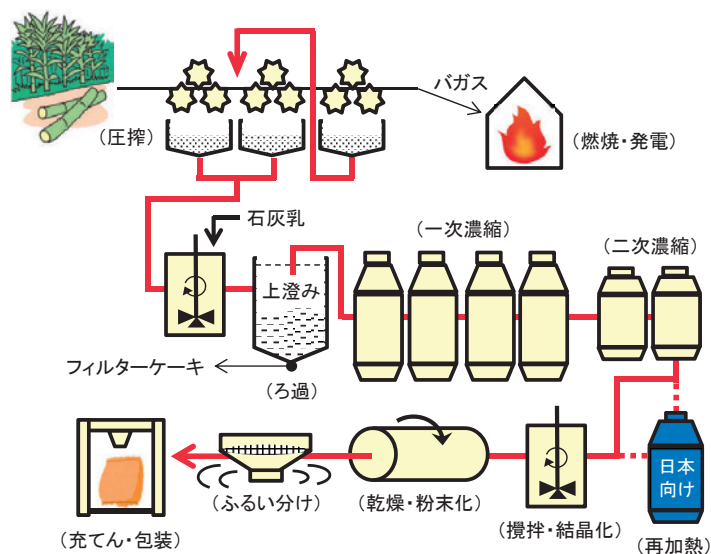 バガス
(圧搾)
(燃焼・発電)
石灰乳
(一次濃縮)
(二次濃縮)
上澄み
フィルターケーキ
(ろ過)
日本
向け
(ふるい分け)
(乾燥・粉末化)
(攪拌・結晶化)
(充てん・包装)
(再加熱)